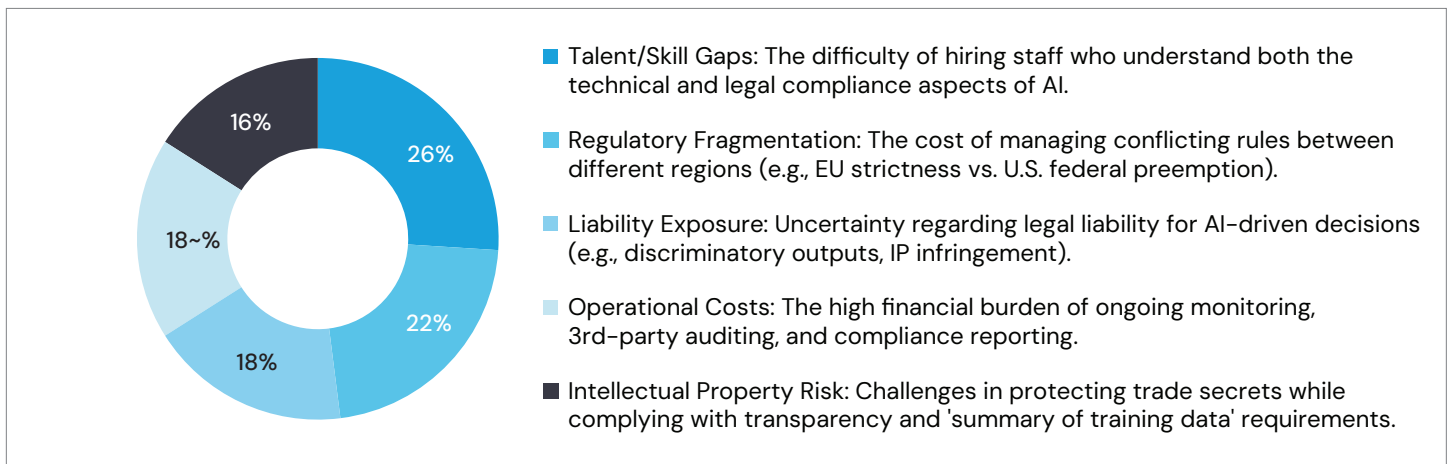 16%
26%
18~%
22%
18%
Talent/Skill Gaps: The difficulty of hiring staff who understand both the
technical and legal compliance aspects of AI.
Regulatory Fragmentation: The cost of managing conflicting rules between
different regions (e.g., EU strictness vs. U.S. federal preemption).
Liability Exposure: Uncertainty regarding legal liability for AI-driven decisions
(e.g., discriminatory outputs, IP infringement).
Operational Costs: The high financial burden of ongoing monitoring,
3rd-party auditing, and compliance reporting.
Intellectual Property Risk: Challenges in protecting trade secrets while
complying with transparency and 'summary of training data' requirements.